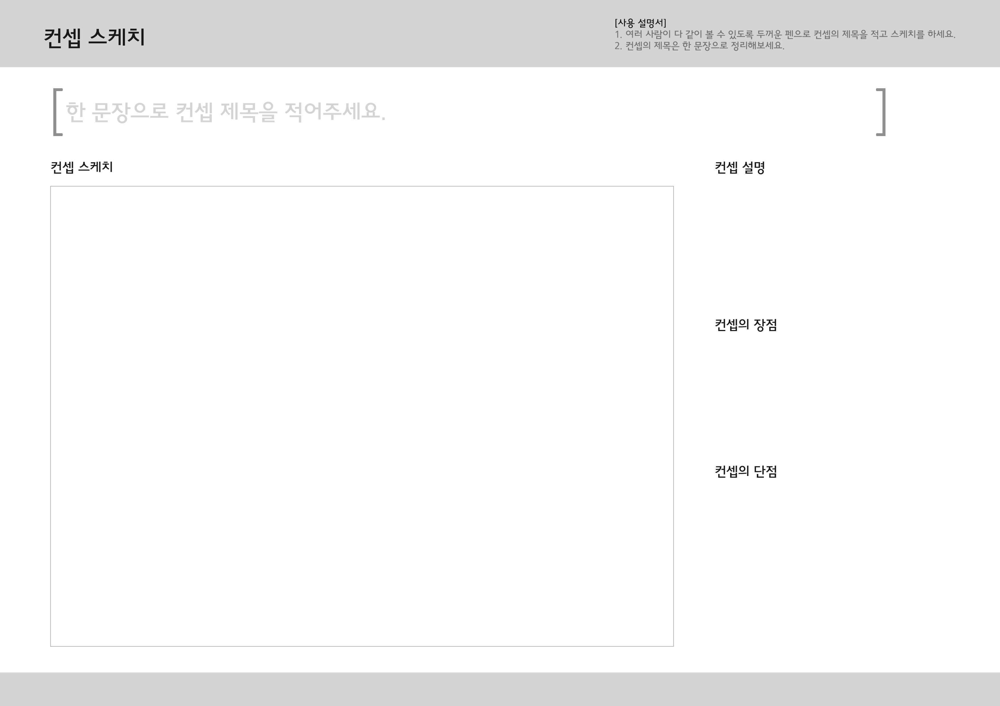 컨셉 스케치
[사용 설명서]
1. 여러 사람이 다 같이 볼 수 있도록 두꺼운 펜으로 컨셉의 제목을 적고 스케치를 하세요.
2. 컨셉의 제목은 한 문장으로 정리해보세요.
[한 문장으로 컨셉 제목을 적어주세요. ]
컨셉 스케치
컨셉 설명
컨셉의 장점
컨셉의 단점